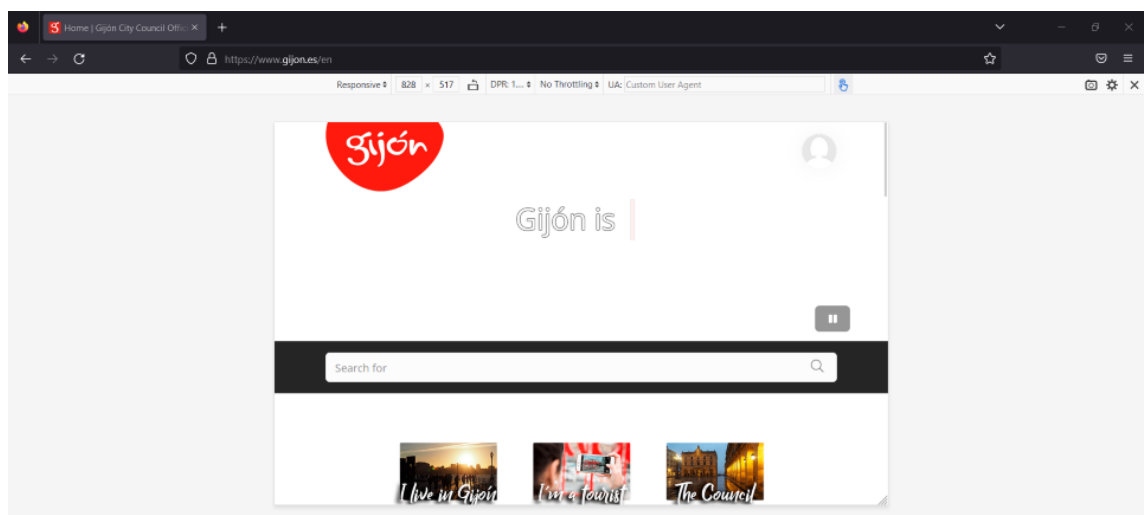 Home | Gijón City Council Offic
https://www.gijon.es/en
Responsive 828 × 517 DPR: 1... No Throttling UA: Custom User Agent
gijón
Gijón is
Search for
I live in Gijón I'm a tourist The Council